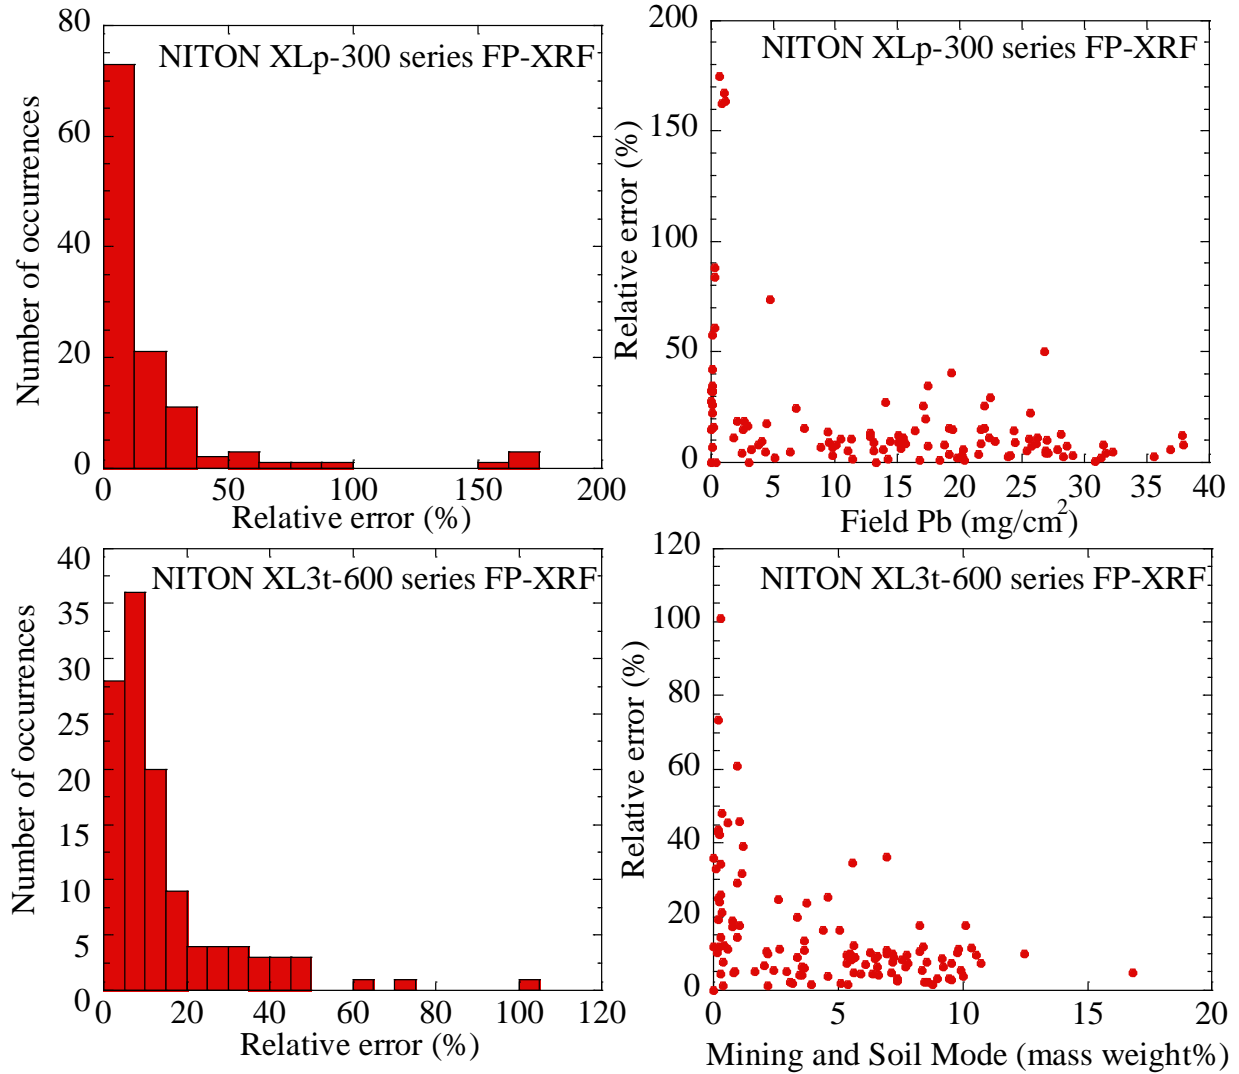 NITON XLp-300 series FP-XRF
Number of occurrences
80
60
40
20
0
0 50 100 150 200
Relative error (%)
NITON XLp-300 series FP-XRF
Relative error (%)
200
150
100
50
0
0 5 10 15 20 25 30 35 40
Field Pb (mg/cm²)
NITON XL3t-600 series FP-XRF
Number of occurrences
40
35
30
25
20
15
10
5
0
0 20 40 60 80 100 120
Relative error (%)
NITON XL3t-600 series FP-XRF
Relative error (%)
120
100
80
60
40
20
0
0 5 10 15 20
Mining and Soil Mode (mass weight%)